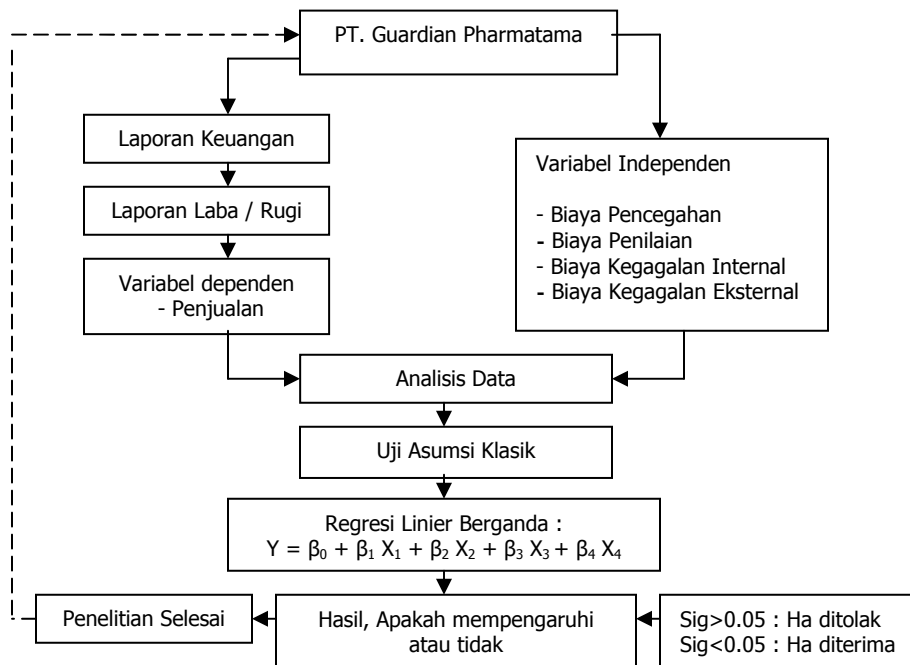 PT. Guardian Pharmatama
Laporan Keuangan
Laporan Laba / Rugi
Variabel dependen
- Penjualan
Variabel Independen
- Biaya Pencegahan
- Biaya Penilaian
- Biaya Kegagalan Internal
- Biaya Kegagalan Eksternal
Analisis Data
Uji Asumsi Klasik
Regresi Linier Berganda :
Y = β₀ + β₁ X₁ + β₂ X₂ + β₃ X₃ + β₄ X₄
Penelitian Selesai
Hasil, Apakah mempengaruhi
atau tidak
Sig>0.05 : Ha ditolak
Sig<0.05 : Ha diterima